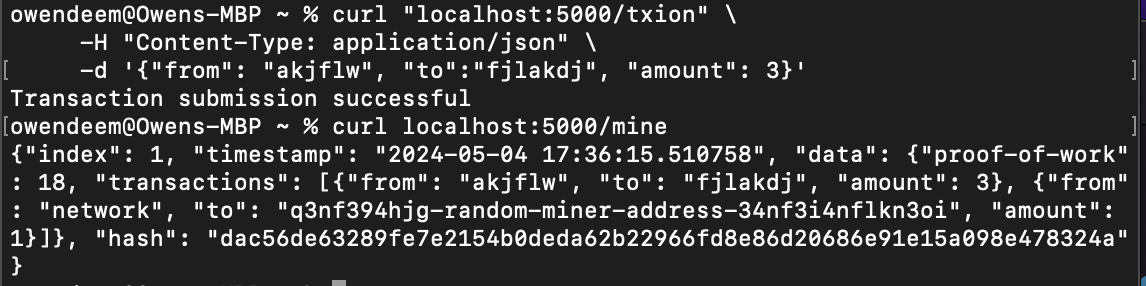 owendeem@Owens-MBP ~ % curl "localhost:5000/txion" \
     -H "Content-Type: application/json" \
[     -d '{"from": "akjflw", "to":"fjlakdj", "amount": 3}' ]
Transaction submission successful
[owendeem@Owens-MBP ~ % curl localhost:5000/mine ]
{"index": 1, "timestamp": "2024-05-04 17:36:15.510758", "data": {"proof-of-work"
: 18, "transactions": [{"from": "akjflw", "to": "fjlakdj", "amount": 3}, {"from"
: "network", "to": "q3nf394hjg-random-miner-address-34nf3i4nflkn3oi", "amount":
1}]}, "hash": "dac56de63289fe7e2154b0deda62b22966fd8e86d20686e91e15a098e478324a"
}